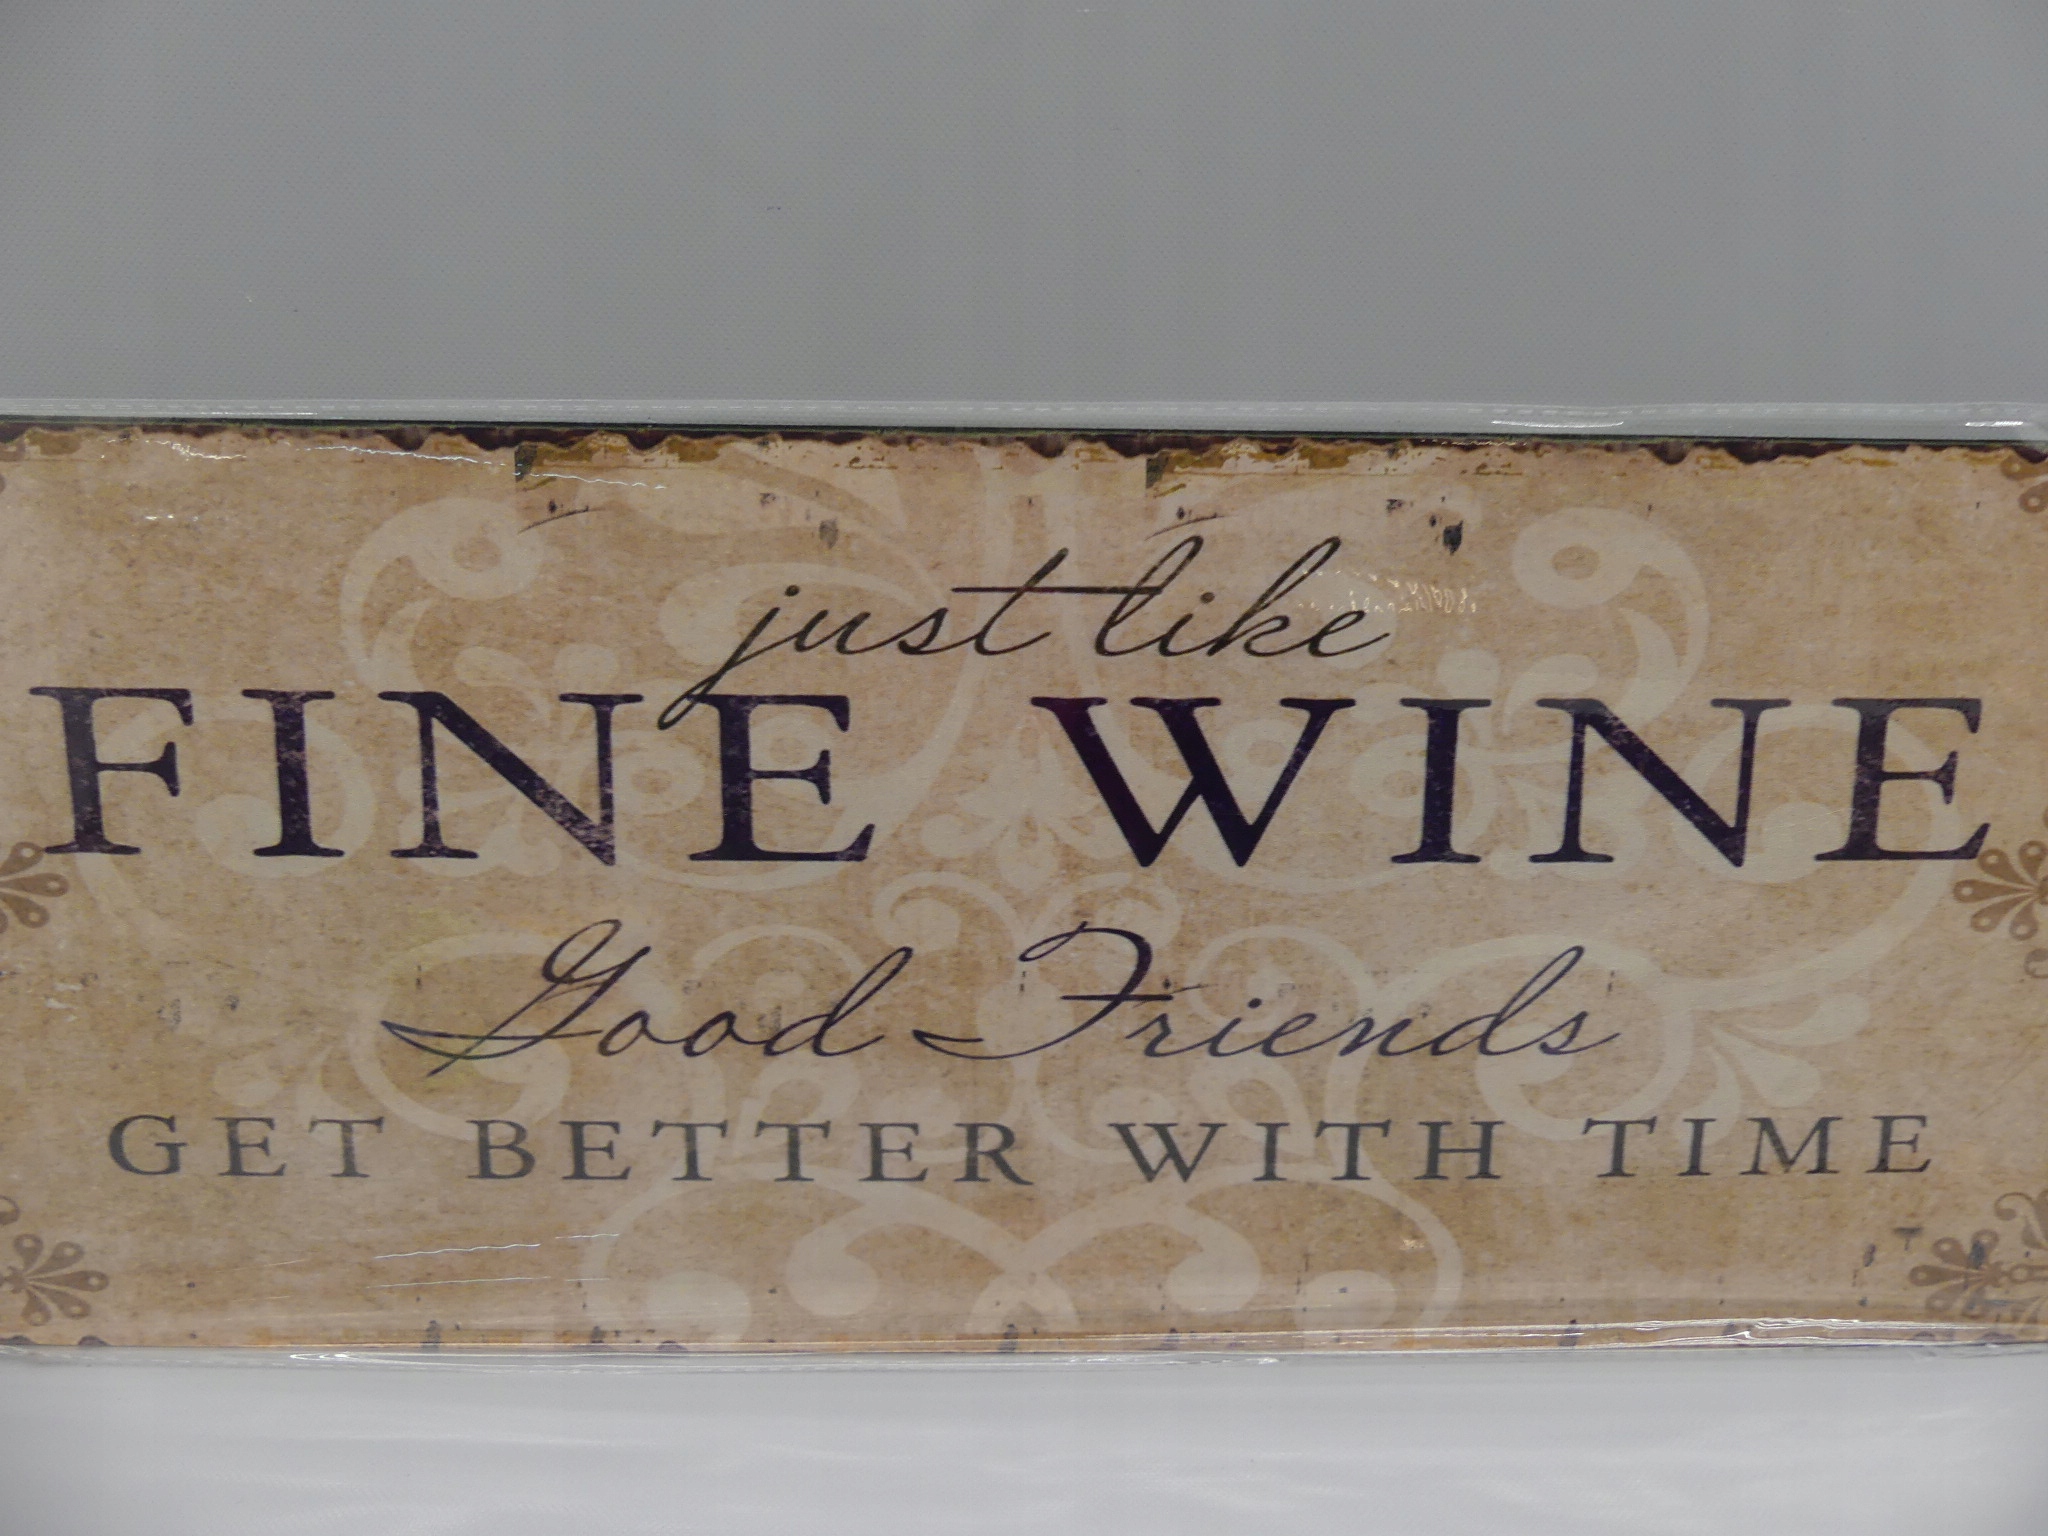 just like
FINE WINE
Good Friends
GET BETTER WITH TIME